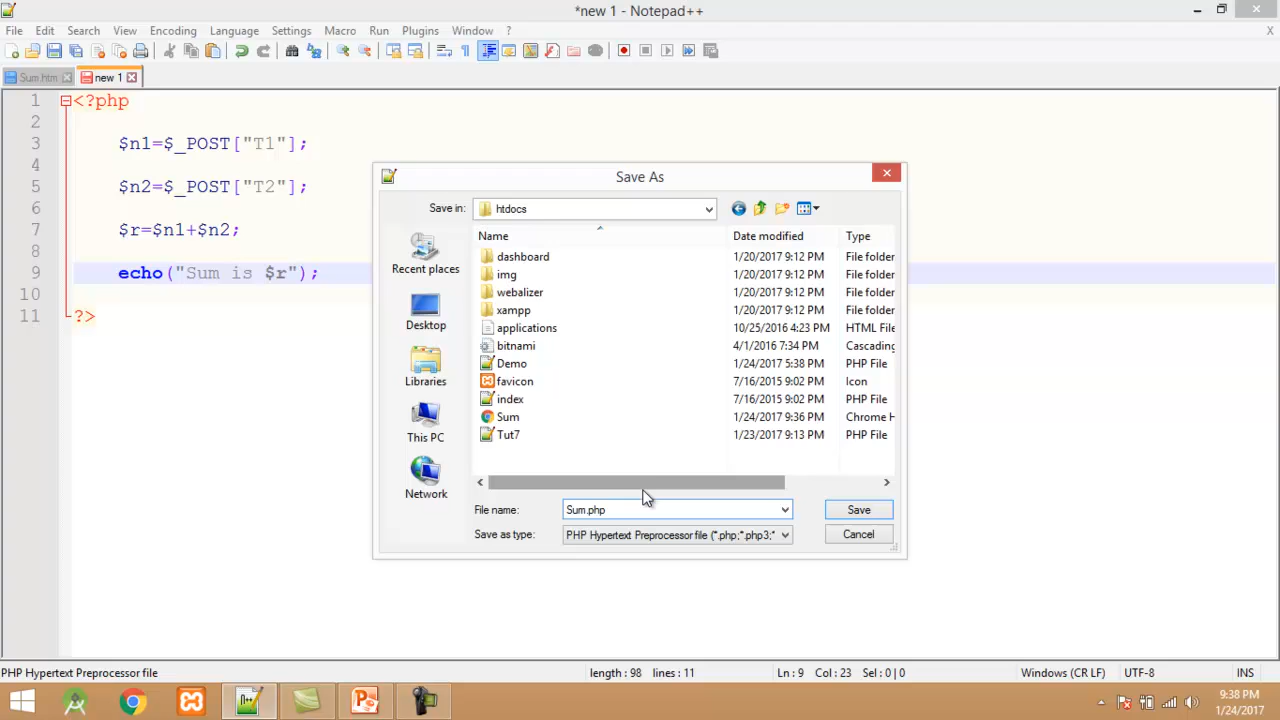 *new 1 - Notepad++
File Edit Search View Encoding Language Settings Macro Run Plugins Window ? X
Sum.htm new 1
1 <?php
2
3 $n1=$_POST["T1"];
4
5 $n2=$_POST["T2"];
6
7 $r=$n1+$n2;
8
9 echo("Sum is $r");
10
11 ?>
Save As
Save in: htdocs
Name Date modified Type
dashboard 1/20/2017 9:12 PM File folder
img 1/20/2017 9:12 PM File folder
webalizer 1/20/2017 9:12 PM File folder
xampp 1/20/2017 9:12 PM File folder
applications 10/25/2016 4:23 PM HTML File
bitnami 4/1/2016 7:34 PM Cascading
Demo 1/24/2017 5:38 PM PHP File
favicon 7/16/2015 9:02 PM Icon
index 7/16/2015 9:02 PM PHP File
Sum 1/24/2017 9:36 PM Chrome H
Tut7 1/23/2017 9:13 PM PHP File
Recent places
Desktop
Libraries
This PC
Network
File name: Sum.php Save
Save as type: PHP Hypertext Preprocessor file (*.php;*.php3;* Cancel
PHP Hypertext Preprocessor file length : 98 lines : 11 Ln : 9 Col : 23 Sel : 0 | 0 Windows (CR LF) UTF-8 INS
9:38 PM
1/24/2017